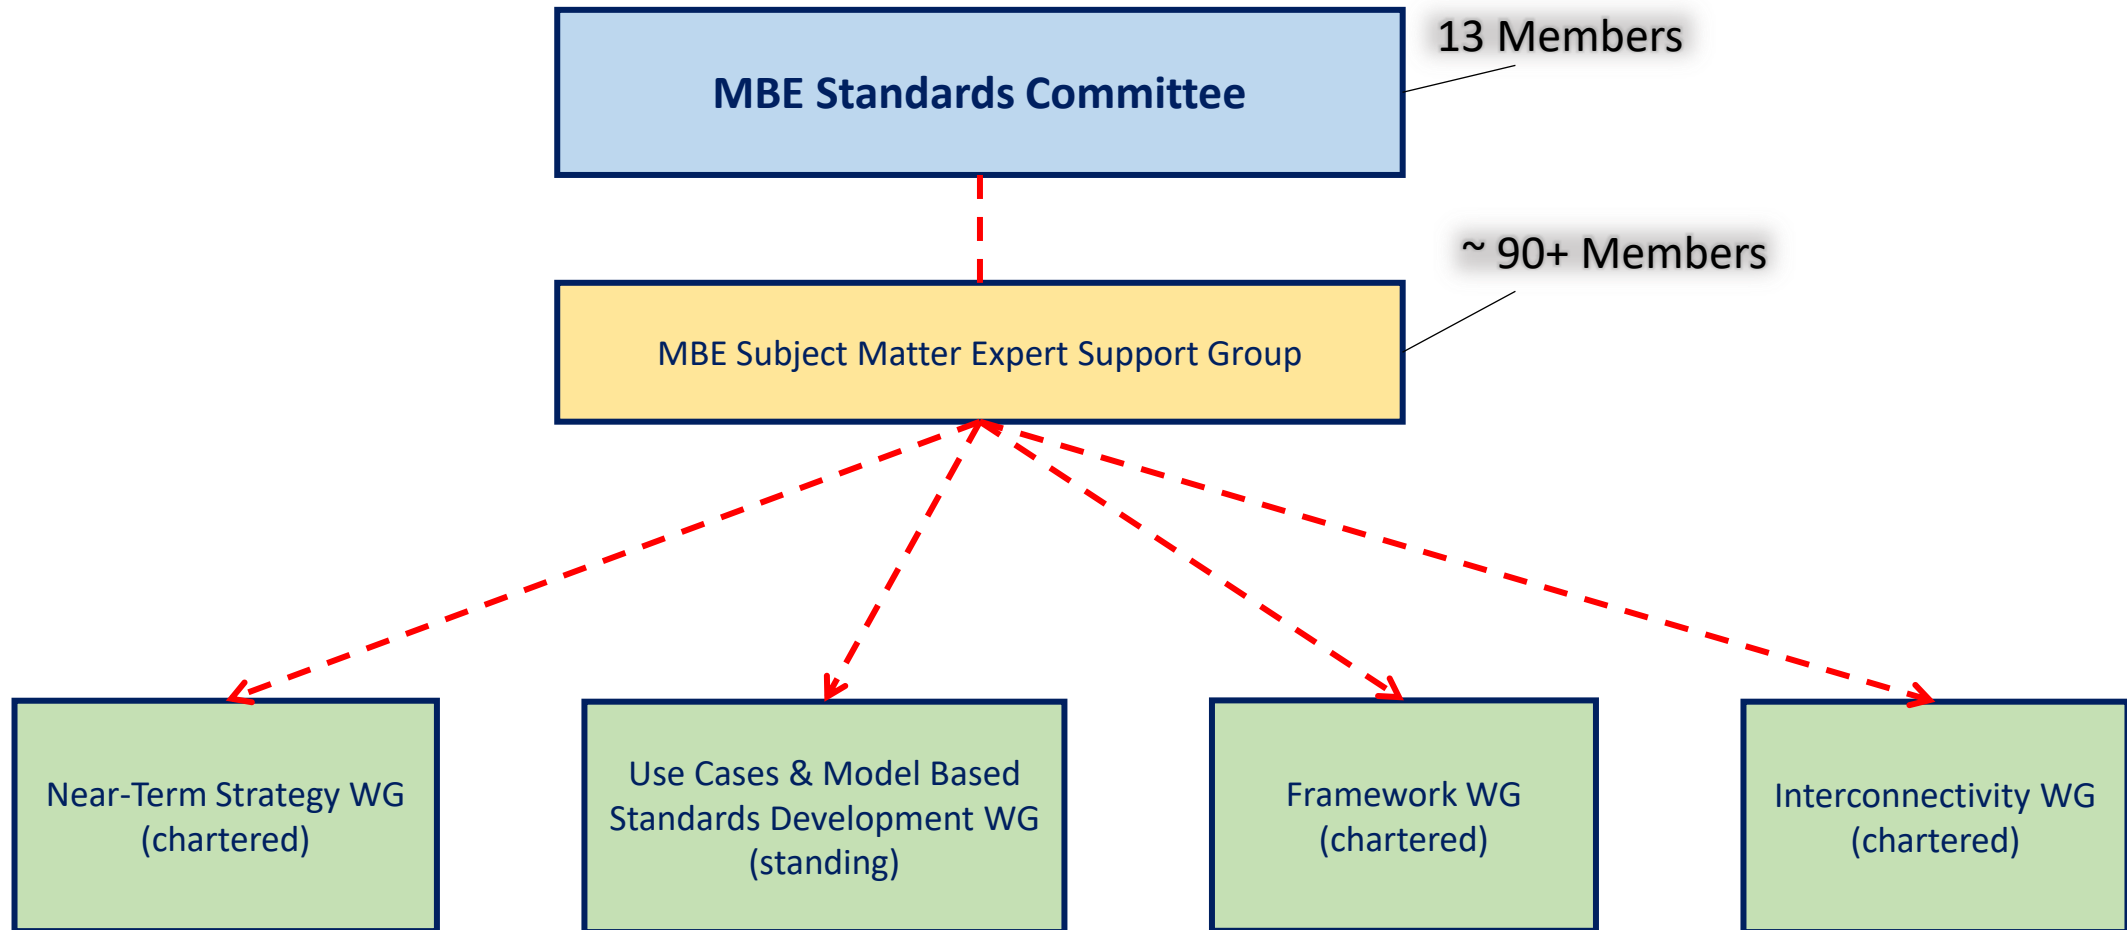 13 Members
MBE Standards Committee
~ 90+ Members
MBE Subject Matter Expert Support Group
Near-Term Strategy WG
(chartered)
Use Cases & Model Based
Standards Development WG
(standing)
Framework WG
(chartered)
Interconnectivity WG
(chartered)